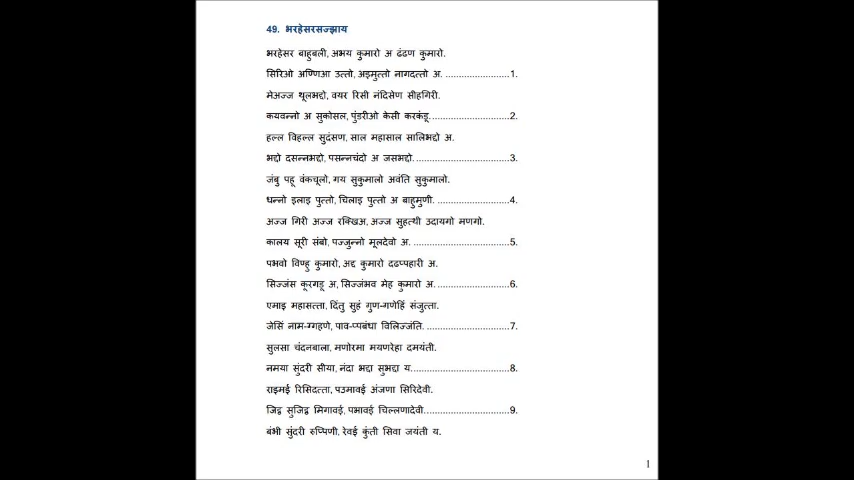 49. भरहेसरसज्झाय
भरहेसर बाहुबली, अभय कुमारो अ ढंढण कुमारो.
सिरिओ अण्णिआ उत्तो, अइमुत्तो नागदत्तो अ. ........................1.
मेअज्ज थूलभद्दो, वयर रिसी नंदिसेण सीहगिरी.
कयवन्नो अ सुकोसल, पुंडरीओ केसी करकंडू..............................2.
हल्ल विहल्ल सुदंसण, साल महासाल सालिभद्दो अ.
भद्दो दसन्नभद्दो, पसन्नचंदो अ जसभद्दो. ...................................3.
जंबु पहू वंकचूलो, गय सुकुमालो अवंति सुकुमालो.
धन्नो इलाइ पुत्तो, चिलाइ पुत्तो अ बाहुमुणी. ...........................4.
अज्ज गिरी अज्ज रक्खिअ, अज्ज सुहत्थी उदायगो मणगो.
कालय सूरी संबो, पज्जुन्नो मूलदेवो अ. ....................................5.
पभवो विण्हु कुमारो, अद्द कुमारो दढप्पहारी अ.
सिज्जंस कूरगडू अ, सिज्जंभव मेह कुमारो अ. ...........................6.
एमाइ महासत्ता, दिंतु सुहं गुण-गणेहिं संजुत्ता.
जेसिं नाम-ग्गहणे, पाव-प्पबंधा विलिज्जंति. ...............................7.
सुलसा चंदनबाला, मणोरमा मयणरेहा दमयंती.
नमया सुंदरी सीया, नंदा भद्दा सुभद्दा य.....................................8.
राइमई रिसिदत्ता, पउमावई अंजणा सिरिदेवी.
जिट्ठ सुजिट्ठ मिगावई, पभावई चिल्लणादेवी................................9.
बंभी सुंदरी रुप्पिणी, रेवई कुंती सिवा जयंती य.
1